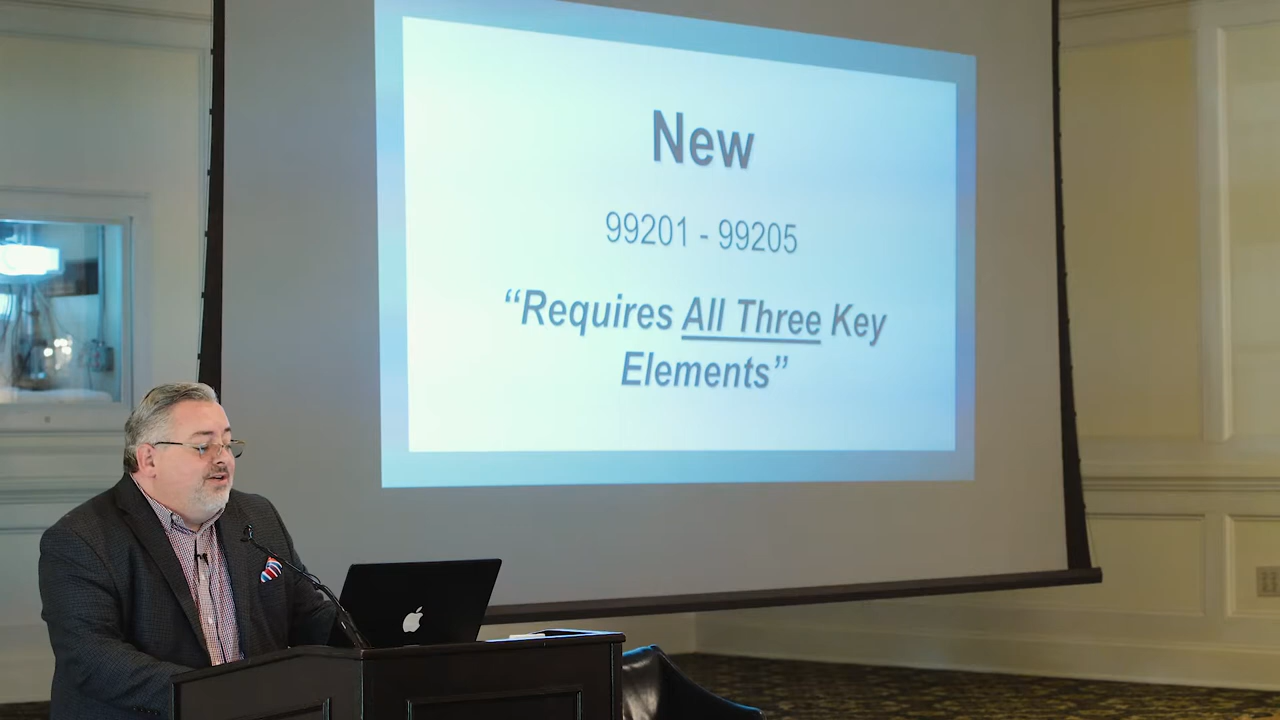 New
99201 - 99205
“Requires All Three Key
Elements”